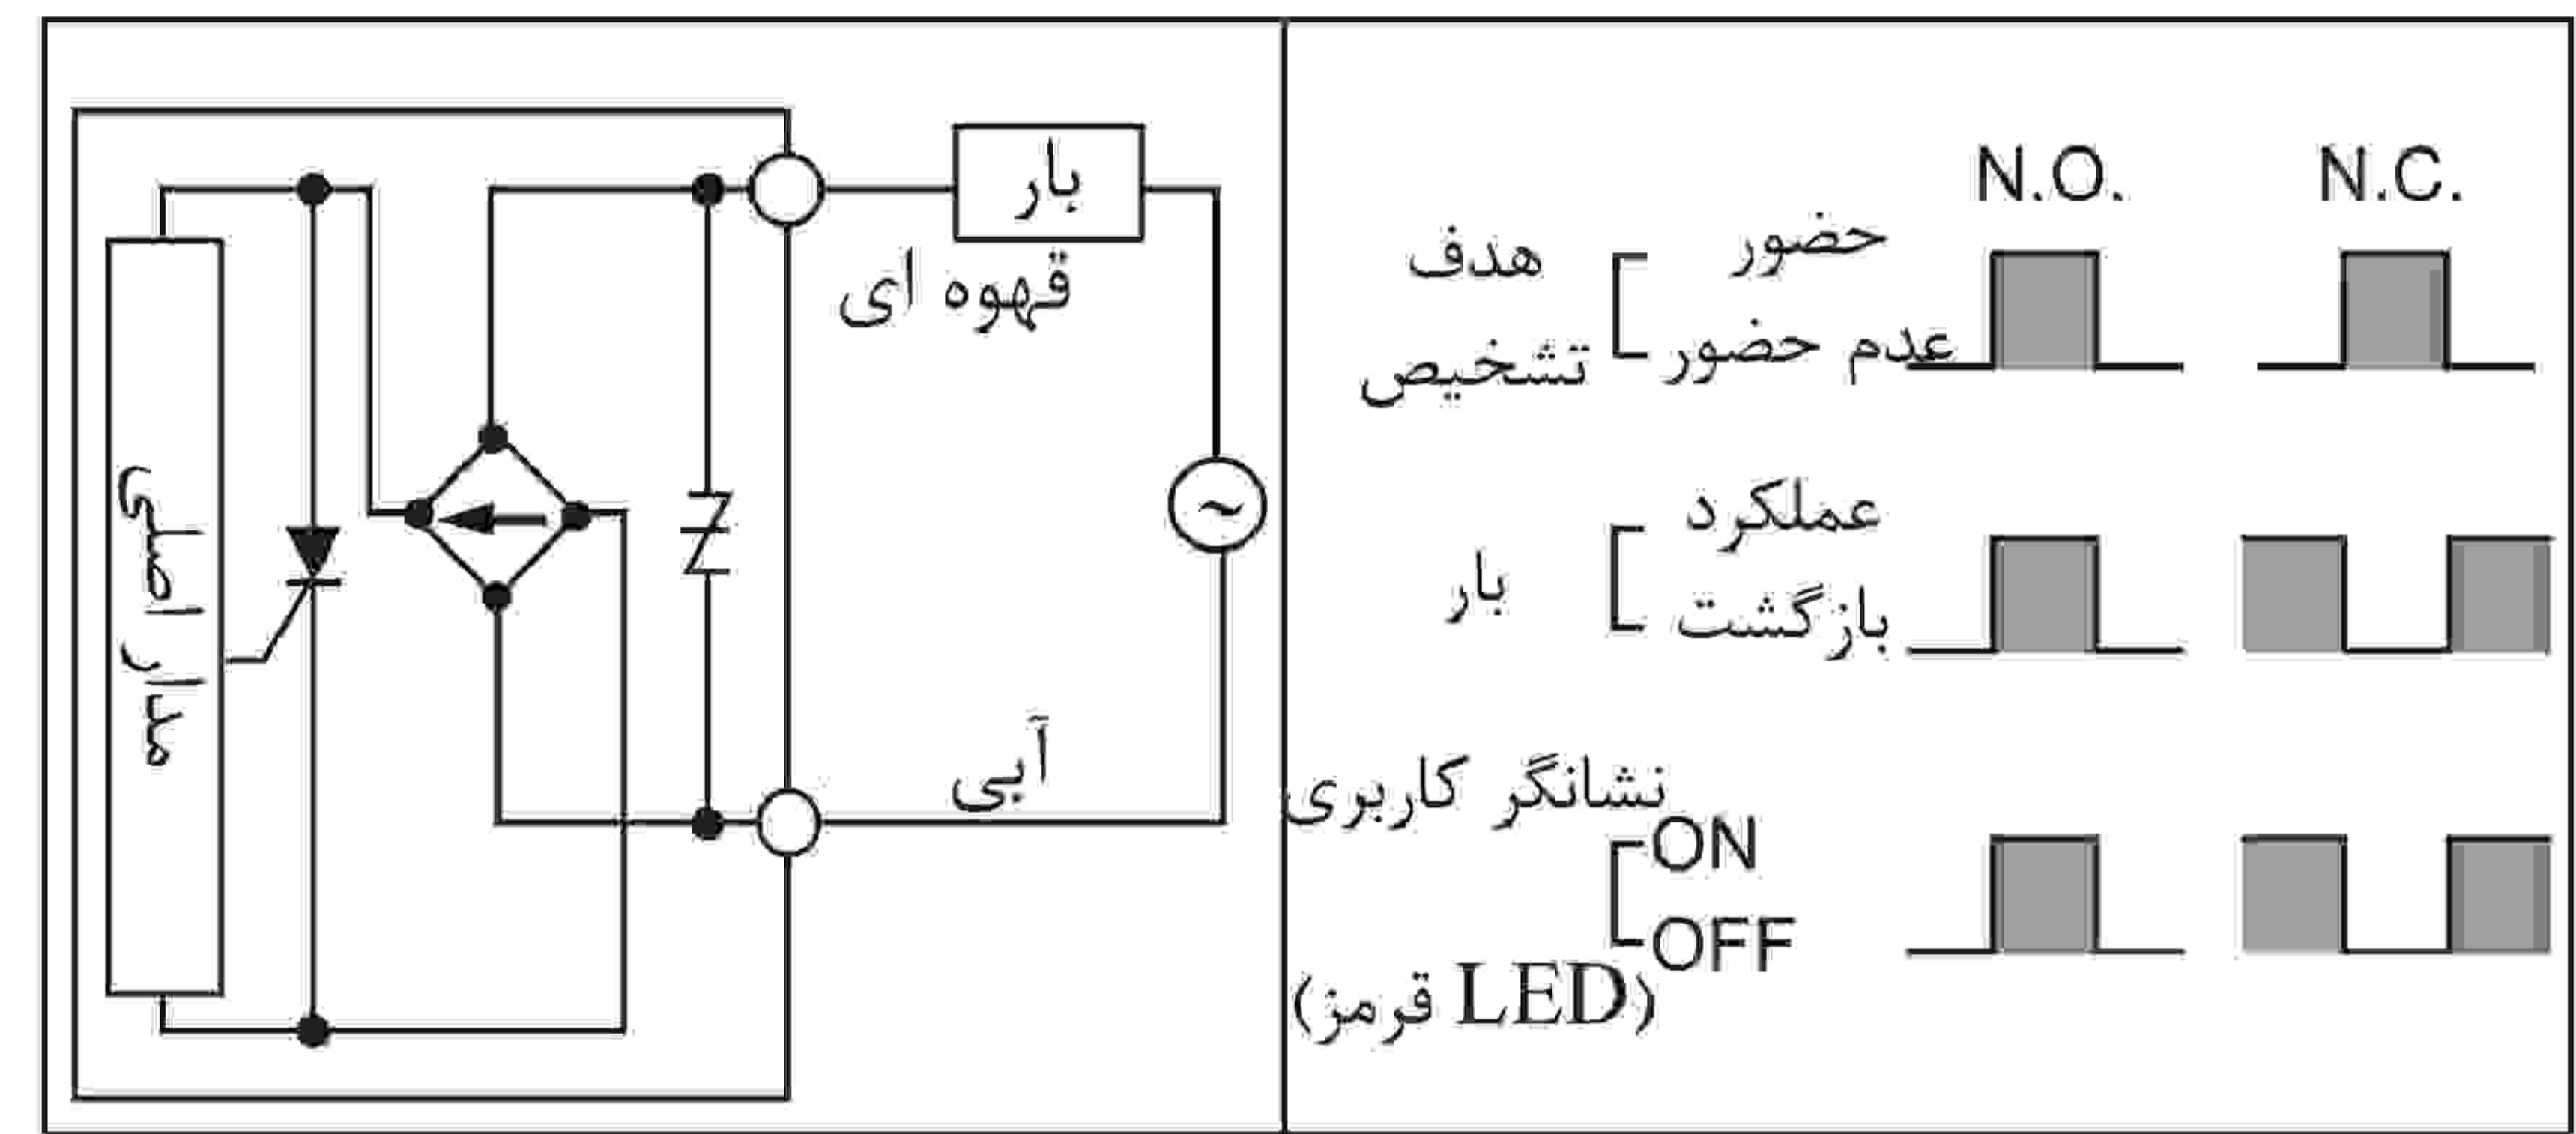 بار
قهوه ای
مدار اصلی
آبی
N.O.
N.C.
هدف
تشخیص
حضور
عدم حضور
بار
عملکرد
بازگشت
نشانگر کاربری
ON
OFF
(LED قرمز)
~